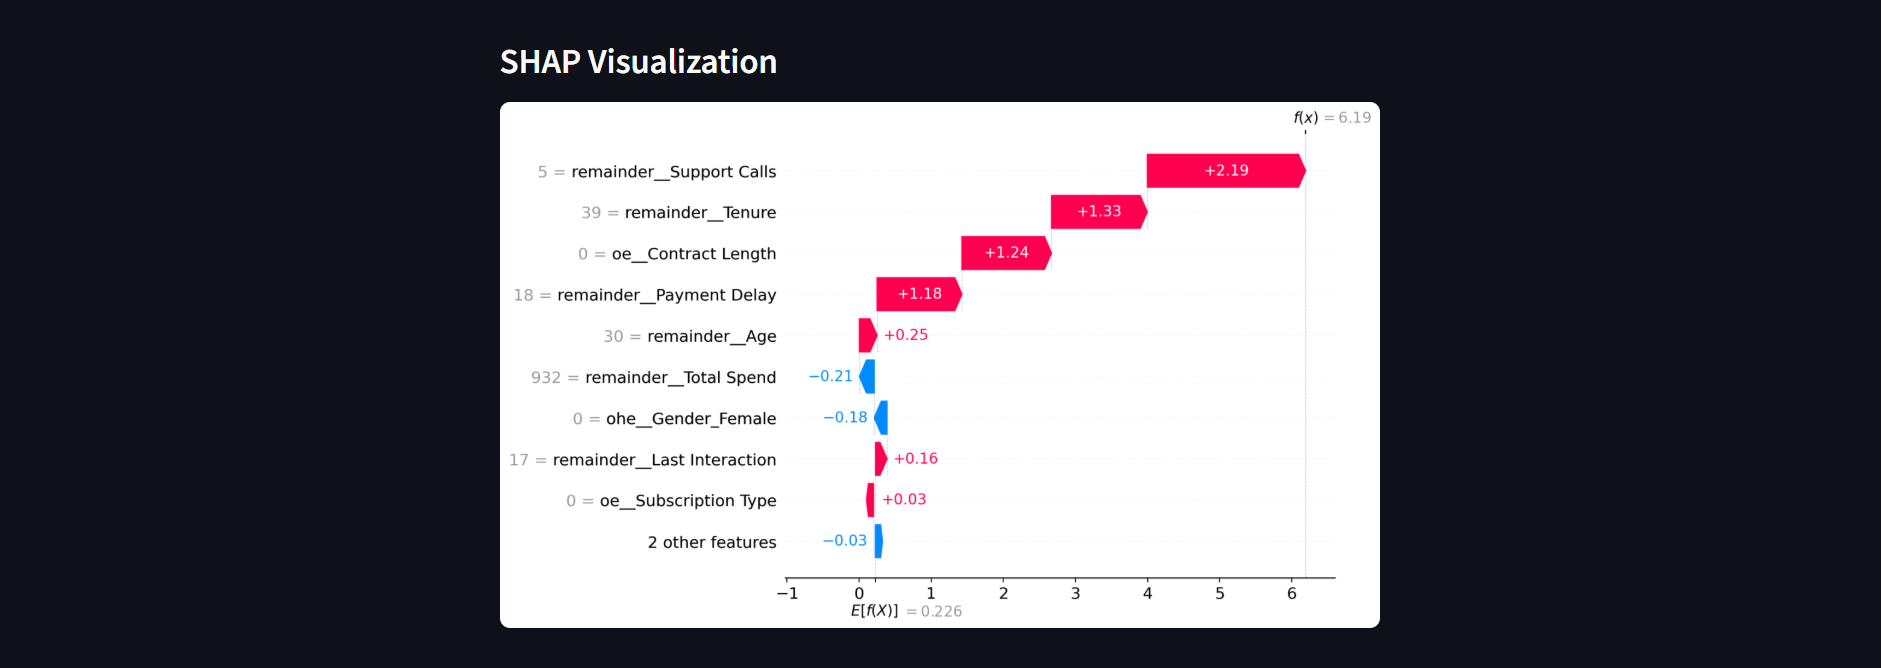 SHAP Visualization
f(x) = 6.19
5 = remainder__Support Calls
+2.19
39 = remainder__Tenure
+1.33
0 = oe__Contract Length
+1.24
18 = remainder__Payment Delay
+1.18
30 = remainder__Age
+0.25
932 = remainder__Total Spend
−0.21
0 = ohe__Gender_Female
−0.18
17 = remainder__Last Interaction
+0.16
0 = oe__Subscription Type
+0.03
2 other features
−0.03
−1 0 1 2 3 4 5 6
E[f(X)] = 0.226